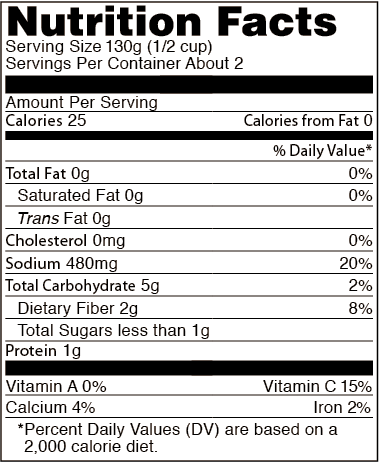 Nutrition Facts
Serving Size 130g (1/2 cup)
Servings Per Container About 2
Amount Per Serving
Calories 25 Calories from Fat 0
% Daily Value*
Total Fat 0g 0%
Saturated Fat 0g 0%
Trans Fat 0g
Cholesterol 0mg 0%
Sodium 480mg 20%
Total Carbohydrate 5g 2%
Dietary Fiber 2g 8%
Total Sugars less than 1g
Protein 1g
Vitamin A 0% Vitamin C 15%
Calcium 4% Iron 2%
*Percent Daily Values (DV) are based on a
2,000 calorie diet.